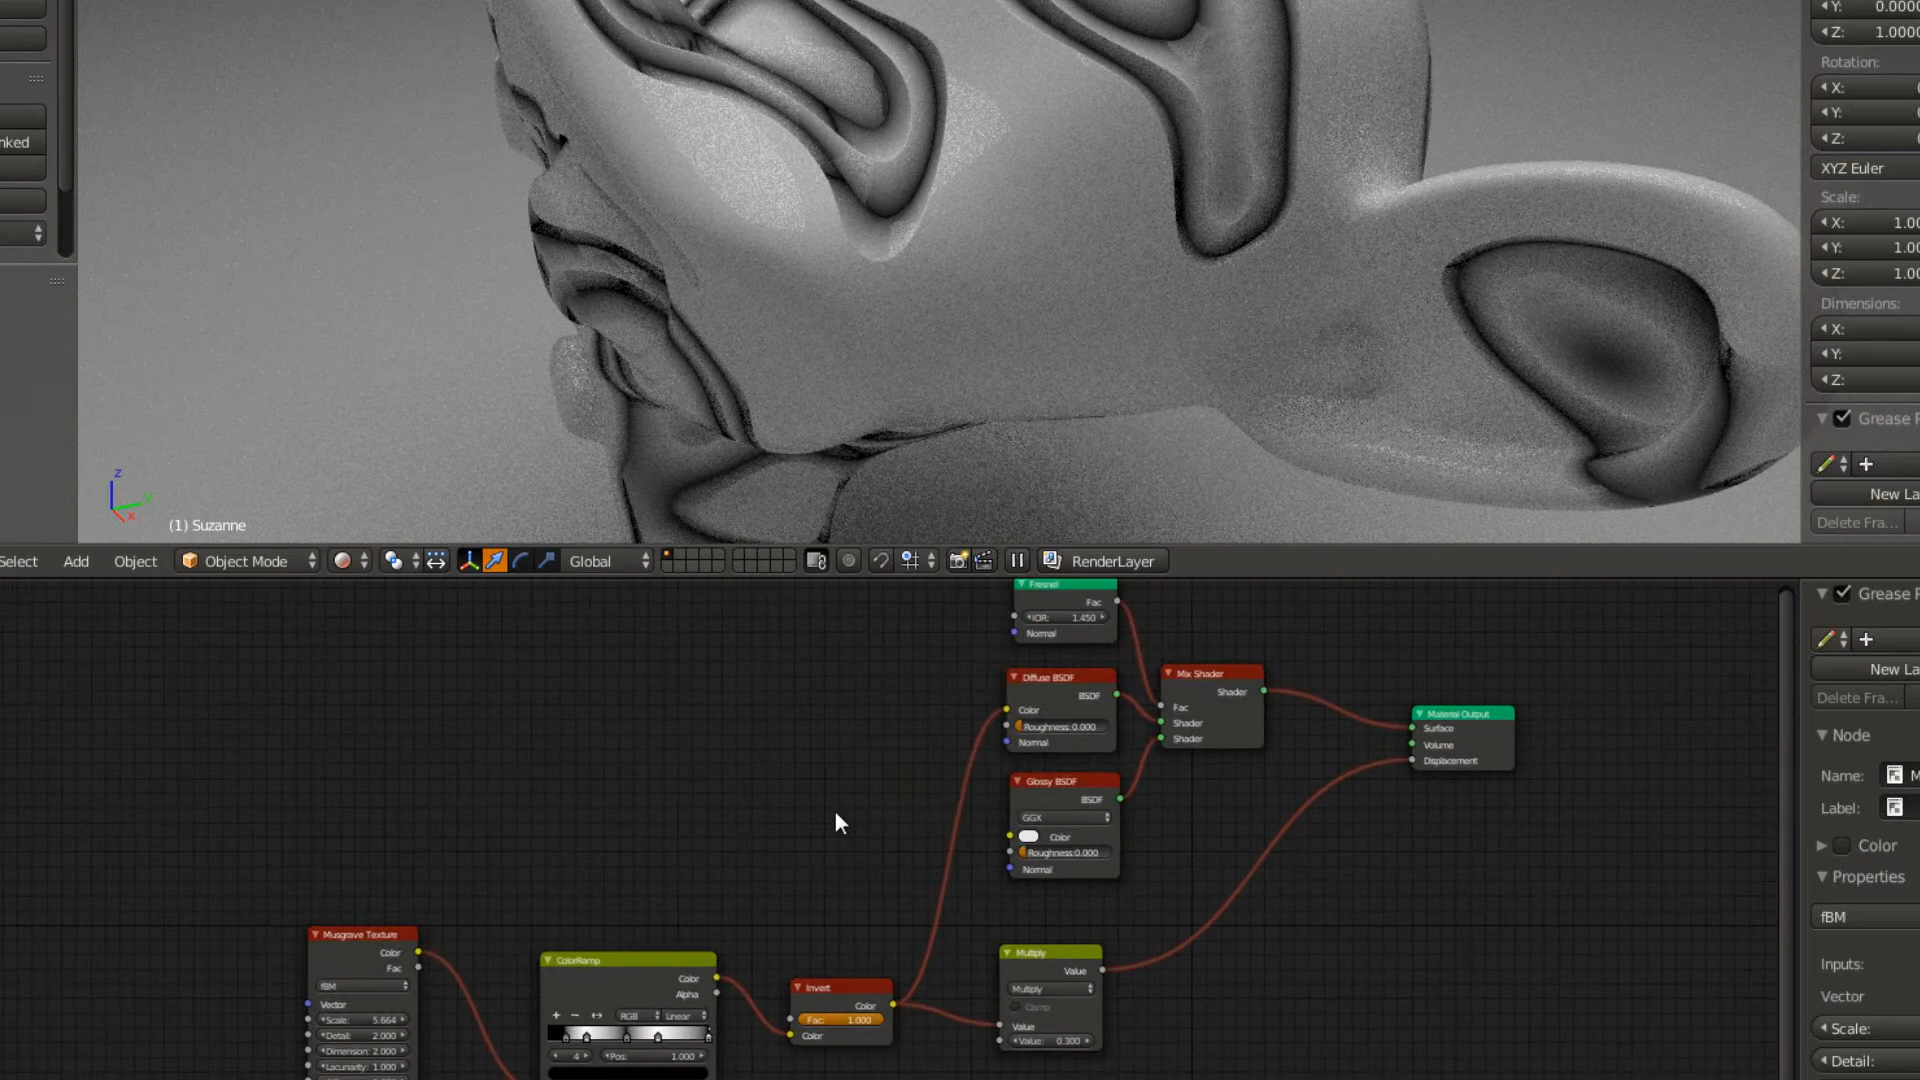 Y: 0.0000
Z: 1.0000
Rotation:
X:
Y:
Z:
XYZ Euler
Scale:
X: 1.00
Y: 1.00
Z: 1.00
Dimensions:
X:
Y:
Z:
Grease P
New La
Delete Fra...
nked
z
y
x
(1) Suzanne
Select Add Object Object Mode Global RenderLayer
Fresnel
Fac
IOR: 1.450
Normal
Diffuse BSDF
BSDF
Color
Roughness:0.000
Normal
Mix Shader
Shader
Fac
Shader
Shader
Material Output
Surface
Volume
Displacement
Glossy BSDF
BSDF
GGX
Color
Roughness:0.000
Normal
Musgrave Texture
Color
Fac
fBM
Vector
Scale: 5.664
Detail: 2.000
Dimension: 2.000
Lacunarity: 1.000
ColorRamp
Color
Alpha
RGB Linear
4 Pos: 1.000
Invert
Color
Fac: 1.000
Color
Multiply
Value
Multiply
Clamp
Value
Value: 0.300
Grease P
New La
Delete Fra...
Node
Name: M
Label:
Color
Properties
fBM
Inputs:
Vector
Scale:
Detail: